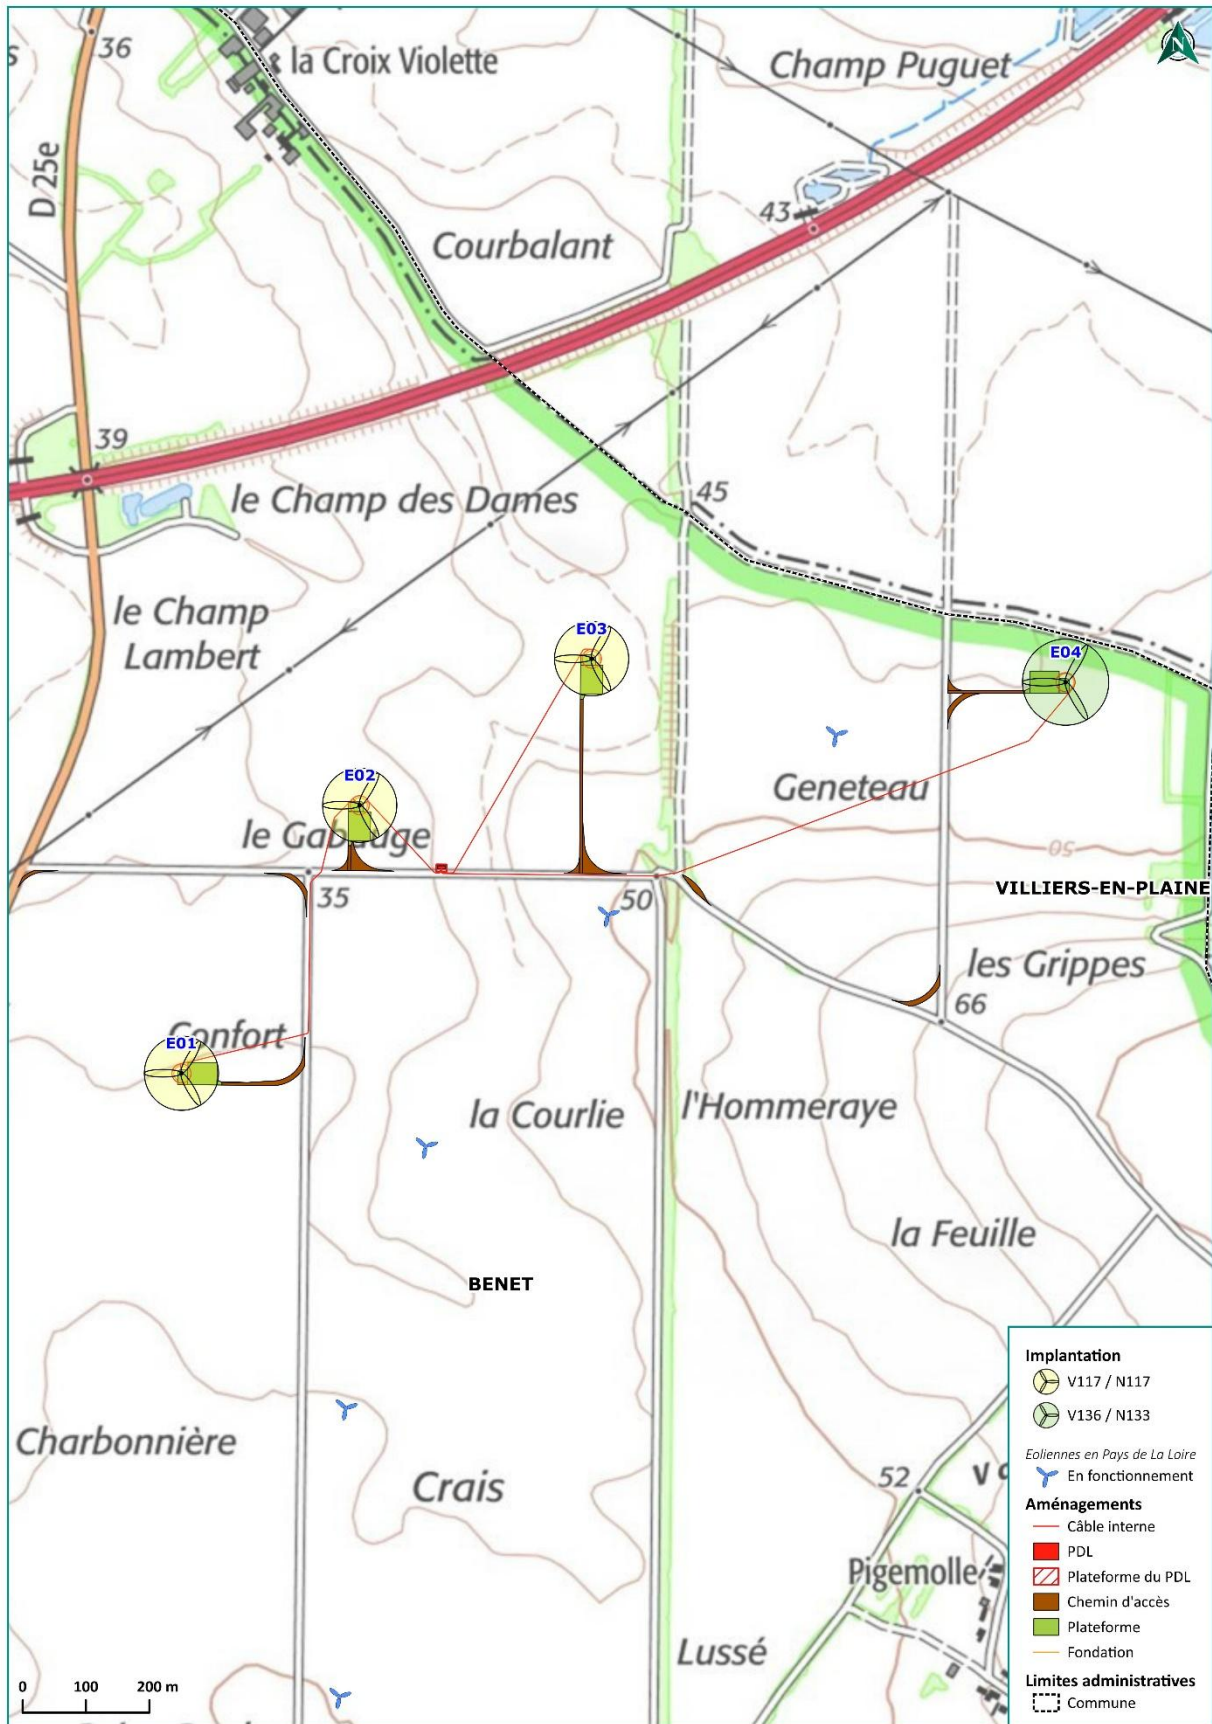 N
36
la Croix Violette
Champ Puguet
D 25e
43
Courbalant
39
45
le Champ des Dames
le Champ
Lambert
E03
E04
E02
Geneteau
50
35
50
VILLIERS-EN-PLAINE
les Grippes
66
Confort
E01
la Courlie
l'Hommeraye
la Feuille
BENET
Charbonnière
Crais
52
Pigemolle
Lussé
0 100 200 m
Implantation
V117 / N117
V136 / N133
Eoliennes en Pays de La Loire
En fonctionnement
Aménagements
Câble interne
PDL
Plateforme du PDL
Chemin d'accès
Plateforme
Fondation
Limites administratives
Commune